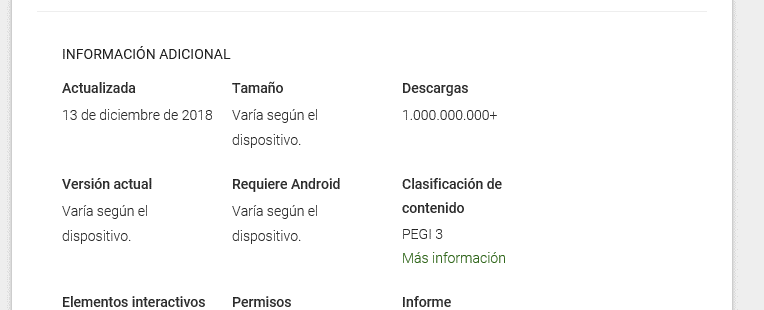 INFORMACIÓN ADICIONAL
Actualizada
13 de diciembre de 2018
Tamaño
Varía según el
dispositivo.
Descargas
1.000.000.000+
Versión actual
Varía según el
dispositivo.
Requiere Android
Varía según el
dispositivo.
Clasificación de
contenido
PEGI 3
Más información
Elementos interactivos
Permisos
Informe